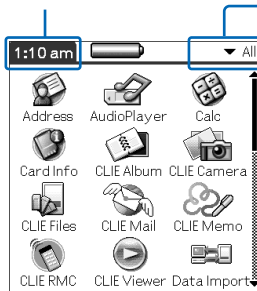 1:10 am All
Address AudioPlayer Calc
Card Info CLIE Album CLIE Camera
CLIE Files CLIE Mail CLIE Memo
CLIE RMC CLIE Viewer Data Import